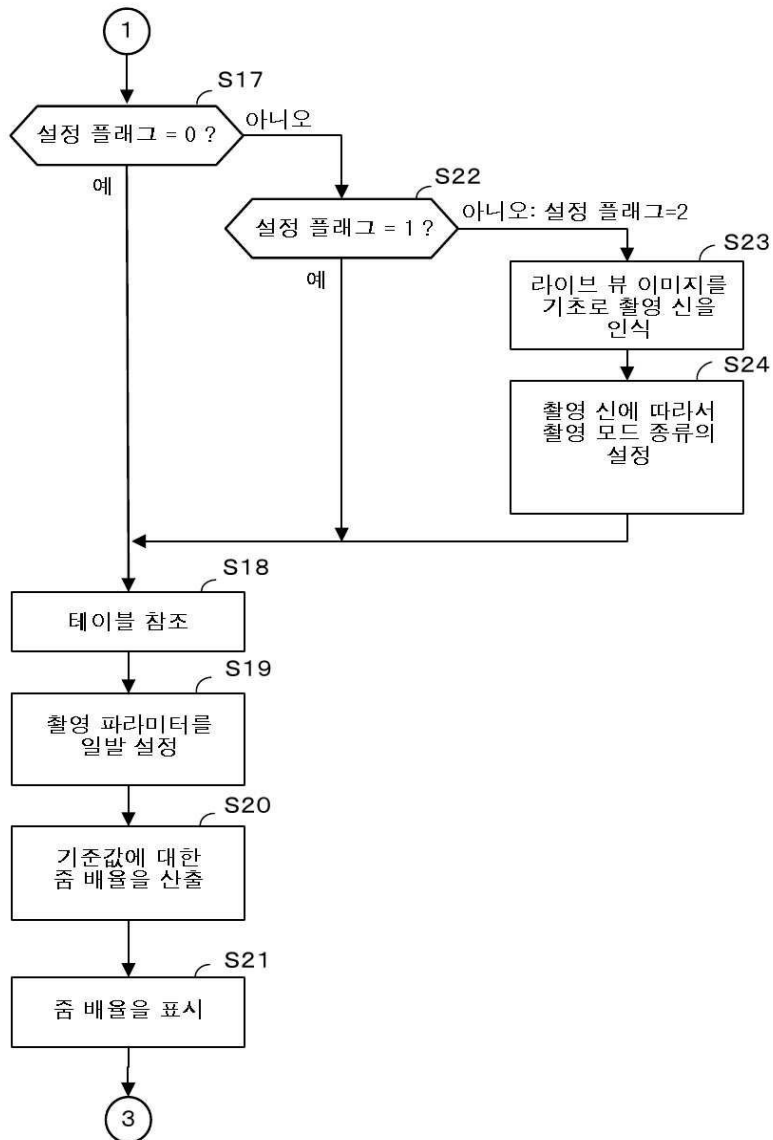 1
S17
설정 플래그 = 0 ?
아니오
예
S22
설정 플래그 = 1 ?
아니오: 설정 플래그=2
예
S23
라이브 뷰 이미지를
기초로 촬영 신을
인식
S24
촬영 신에 따라서
촬영 모드 종류의
설정
S18
테이블 참조
S19
촬영 파라미터를
일발 설정
S20
기준값에 대한
줌 배율을 산출
S21
줌 배율을 표시
3